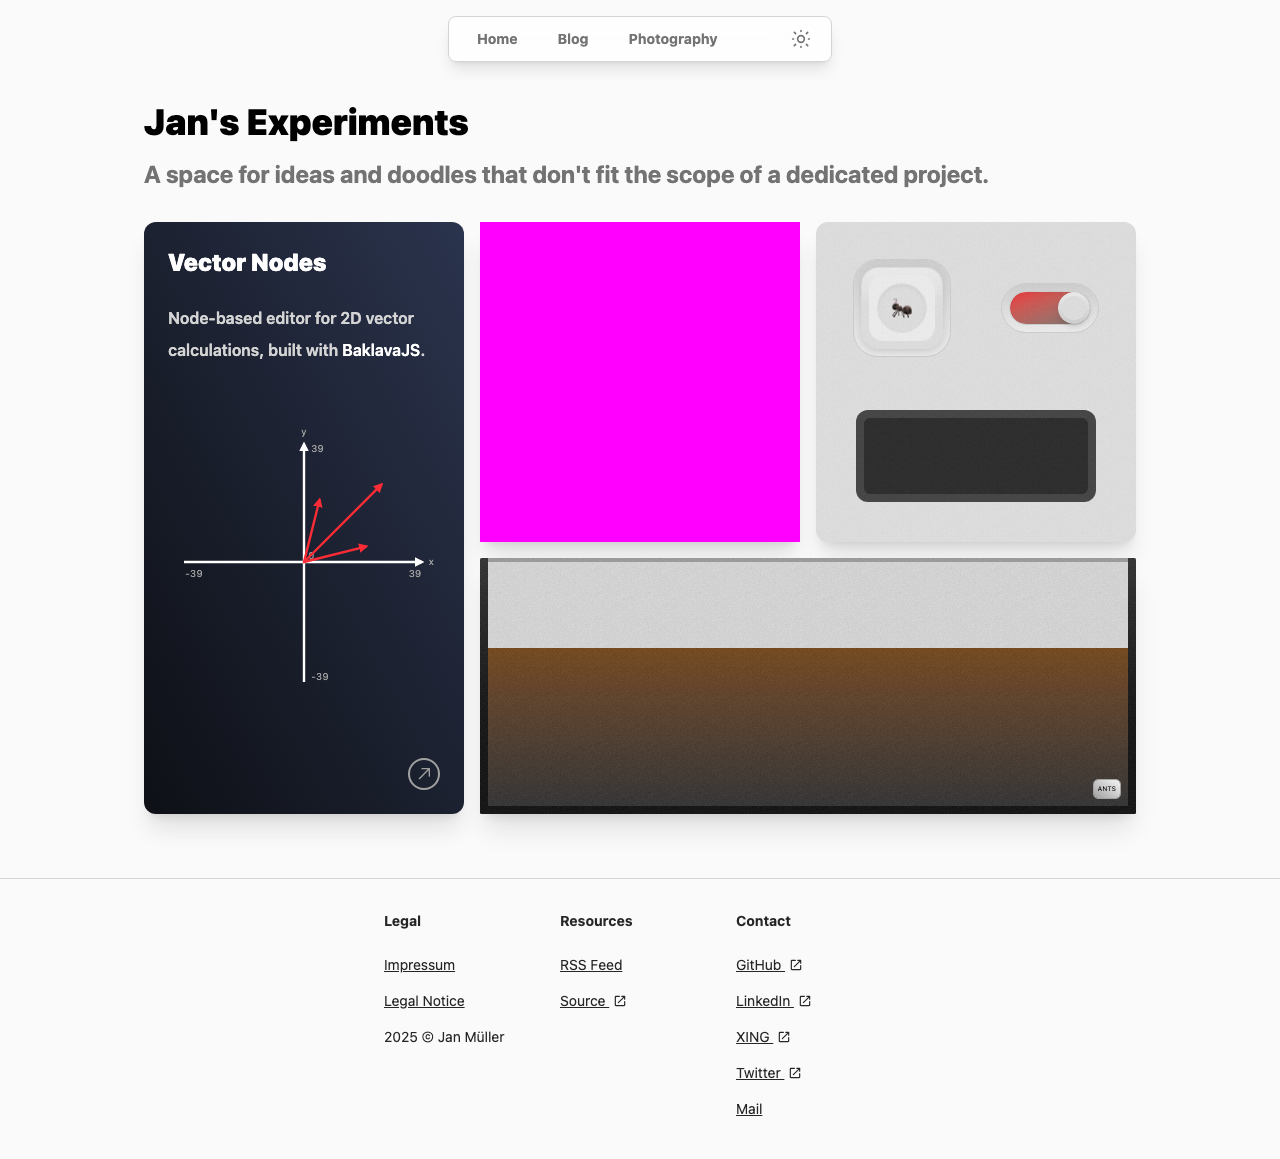 Home Blog Photography
Jan's Experiments
A space for ideas and doodles that don't fit the scope of a dedicated project.
Vector Nodes
Node-based editor for 2D vector
calculations, built with BaklavaJS.
y
39
0
x
-39
39
-39
ANTS
Legal
Impressum
Legal Notice
2025 © Jan Müller
Resources
RSS Feed
Source
Contact
GitHub
LinkedIn
XING
Twitter
Mail